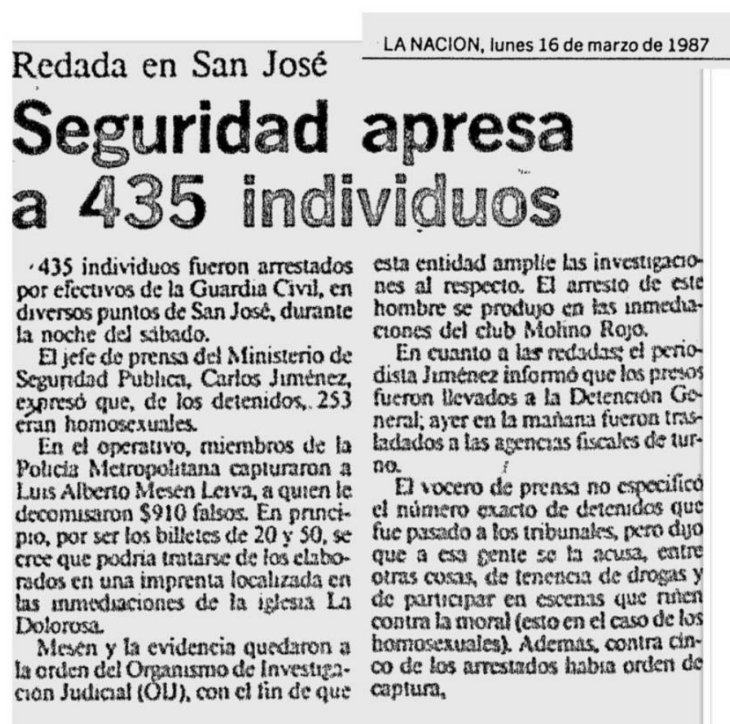 LA NACION, lunes 16 de marzo de 1987
Redada en San José
Seguridad apresa
a 435 individuos
435 individuos fueron arrestados
por efectivos de la Guardia Civil, en
diversos puntos de San José, durante
la noche del sábado.
El jefe de prensa del Ministerio de
Seguridad Publica, Carlos Jiménez,
expresó que, de los detenidos, 253
eran homosexuales.
En el operativo, miembros de la
Policía Metropolitana capturaron a
Luis Alberto Mesén Leiva, a quien le
decomisaron $910 falsos. En princi-
pio, por ser los billetes de 20 y 50, se
cree que podría tratarse de los elabo-
rados en una imprenta localizada en
las inmediaciones de la iglesia La
Dolorosa.
Mesén y la evidencia quedaron a
la orden del Organismo de Investiga-
ción Judicial (OIJ), con el fin de que
esta entidad amplíe las investigacio-
nes al respecto. El arresto de este
hombre se produjo en las inmedia-
ciones del club Molino Rojo.
En cuanto a las redadas; el perio-
dista Jiménez informó que los presos
fueron llevados a la Detención Ge-
neral; ayer en la mañana fueron tras-
ladados a las agencias fiscales de tur-
no.
El vocero de prensa no especificó
el número exacto de detenidos que
fue pasado a los tribunales, pero dijo
que a esa gente se la acusa, entre
otras cosas, de tenencia de drogas y
de participar en escenas que riñen
contra la moral (esto en el caso de los
homosexuales). Además, contra cin-
co de los arrestados había orden de
captura.